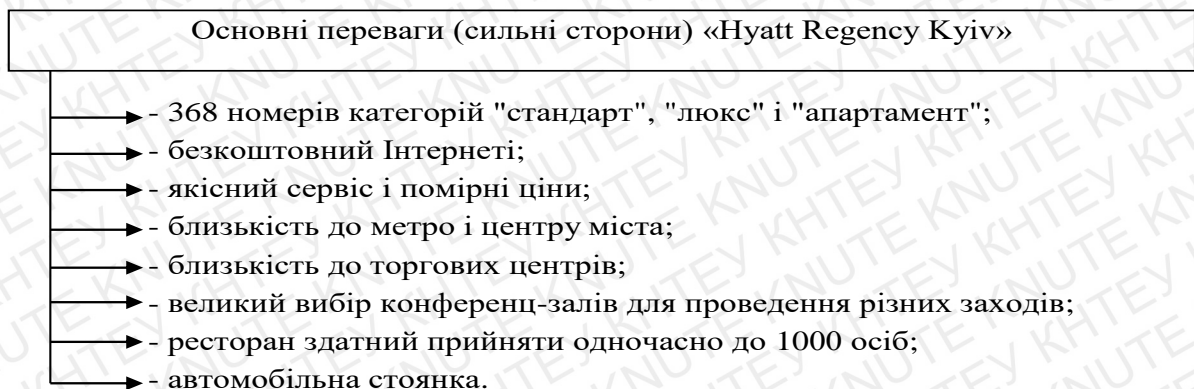 Основні переваги (сильні сторони) «Hyatt Regency Kyiv»
- 368 номерів категорій "стандарт", "люкс" і "апартамент";
- безкоштовний Інтернеті;
- якісний сервіс і помірні ціни;
- близькість до метро і центру міста;
- близькість до торгових центрів;
- великий вибір конференц-залів для проведення різних заходів;
- ресторан здатний прийняти одночасно до 1000 осіб;
- автомобільна стоянка.